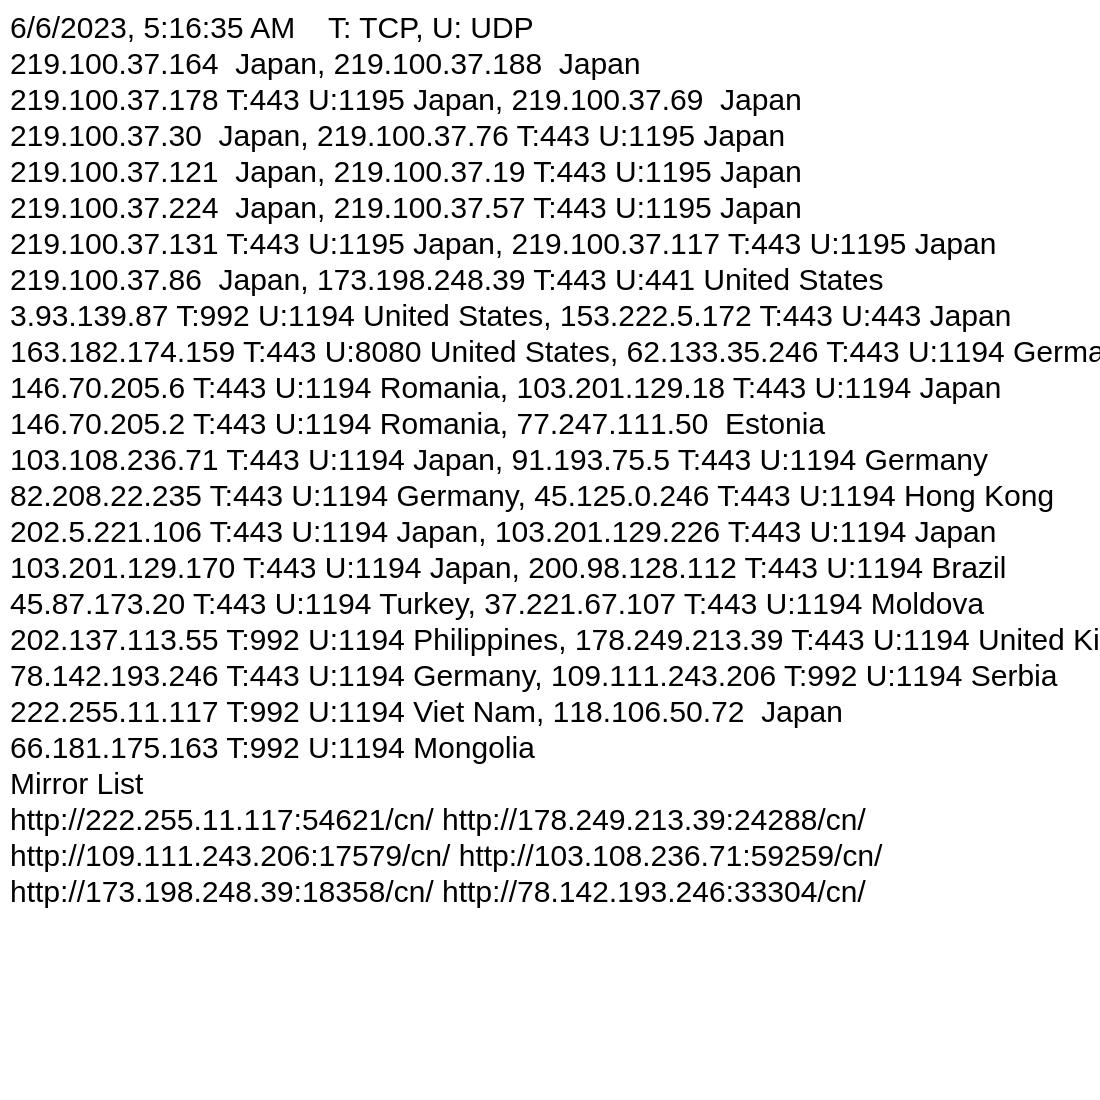 6/6/2023, 5:16:35 AM    T: TCP, U: UDP
219.100.37.164  Japan, 219.100.37.188  Japan
219.100.37.178 T:443 U:1195 Japan, 219.100.37.69  Japan
219.100.37.30  Japan, 219.100.37.76 T:443 U:1195 Japan
219.100.37.121  Japan, 219.100.37.19 T:443 U:1195 Japan
219.100.37.224  Japan, 219.100.37.57 T:443 U:1195 Japan
219.100.37.131 T:443 U:1195 Japan, 219.100.37.117 T:443 U:1195 Japan
219.100.37.86  Japan, 173.198.248.39 T:443 U:441 United States
3.93.139.87 T:992 U:1194 United States, 153.222.5.172 T:443 U:443 Japan
163.182.174.159 T:443 U:8080 United States, 62.133.35.246 T:443 U:1194 Germa
146.70.205.6 T:443 U:1194 Romania, 103.201.129.18 T:443 U:1194 Japan
146.70.205.2 T:443 U:1194 Romania, 77.247.111.50  Estonia
103.108.236.71 T:443 U:1194 Japan, 91.193.75.5 T:443 U:1194 Germany
82.208.22.235 T:443 U:1194 Germany, 45.125.0.246 T:443 U:1194 Hong Kong
202.5.221.106 T:443 U:1194 Japan, 103.201.129.226 T:443 U:1194 Japan
103.201.129.170 T:443 U:1194 Japan, 200.98.128.112 T:443 U:1194 Brazil
45.87.173.20 T:443 U:1194 Turkey, 37.221.67.107 T:443 U:1194 Moldova
202.137.113.55 T:992 U:1194 Philippines, 178.249.213.39 T:443 U:1194 United Ki
78.142.193.246 T:443 U:1194 Germany, 109.111.243.206 T:992 U:1194 Serbia
222.255.11.117 T:992 U:1194 Viet Nam, 118.106.50.72  Japan
66.181.175.163 T:992 U:1194 Mongolia
Mirror List
http://222.255.11.117:54621/cn/ http://178.249.213.39:24288/cn/
http://109.111.243.206:17579/cn/ http://103.108.236.71:59259/cn/
http://173.198.248.39:18358/cn/ http://78.142.193.246:33304/cn/